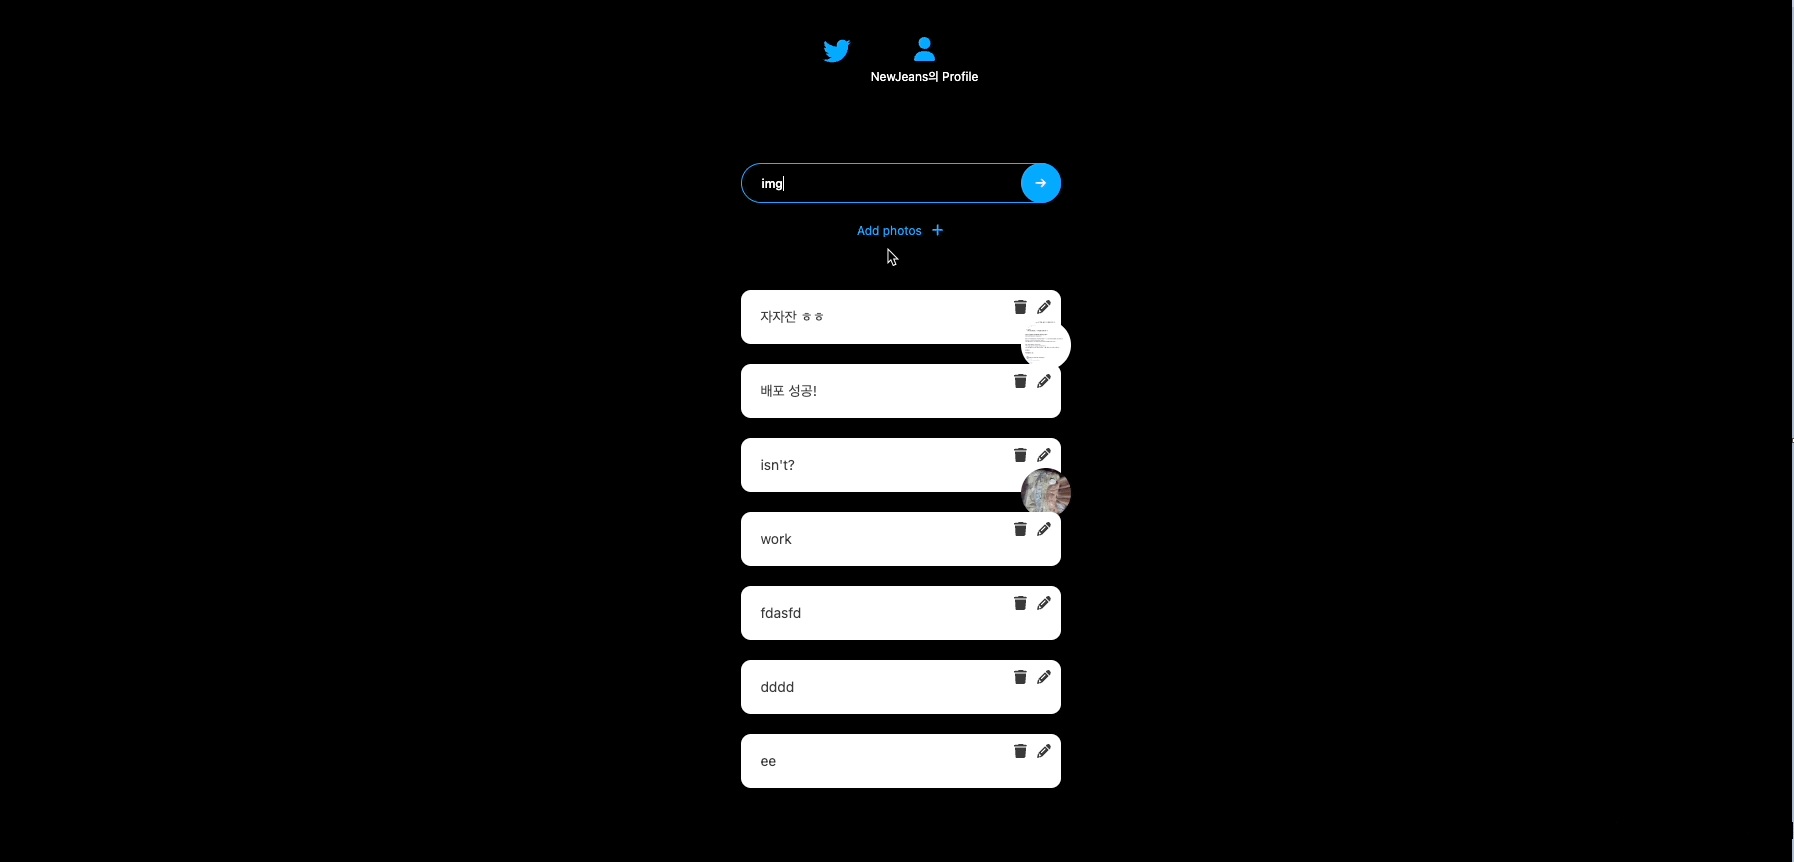 NewJeans의 Profile
img
Add photos
자자잔 ㅎㅎ
배포 성공!
isn't?
work
fdasfd
dddd
ee